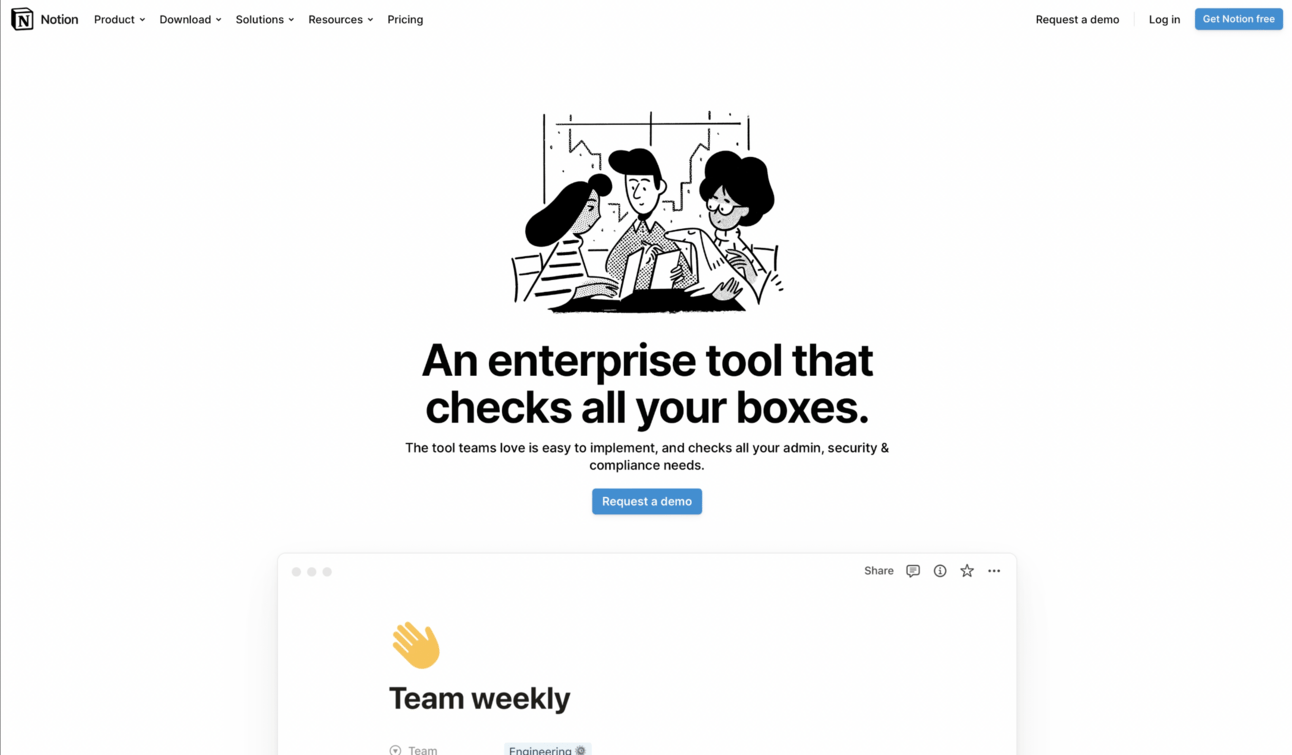 Notion Product Download Solutions Resources Pricing Request a demo Log in Get Notion free
An enterprise tool that
checks all your boxes.
The tool teams love is easy to implement, and checks all your admin, security &
compliance needs.
Request a demo
Share
Team weekly
Team Engineering